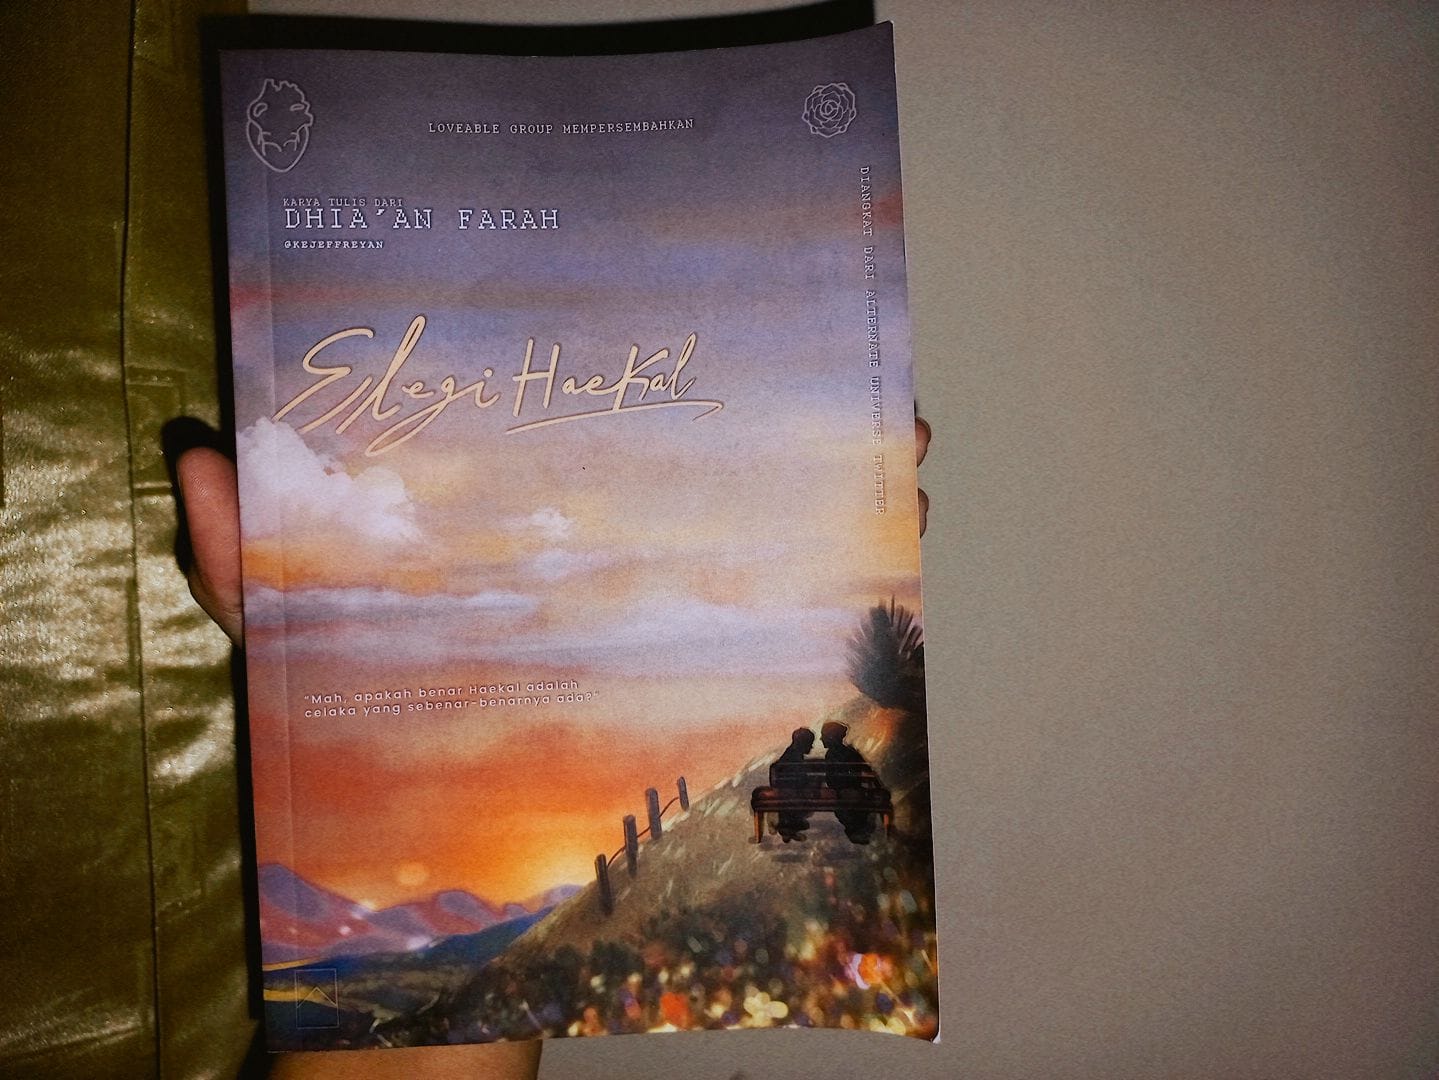 LOVEABLE GROUP MEMPERSEMBAHKAN
KARYA TULIS DARI
DHIA'AN FARAH
@KEJEFFREYAN
DIANGKAT DARI ALTERNATE UNIVERSE TWITTER
Elegi Haekal
"Mah, apakah benar Haekal adalah
celaka yang sebenar-benarnya ada?"